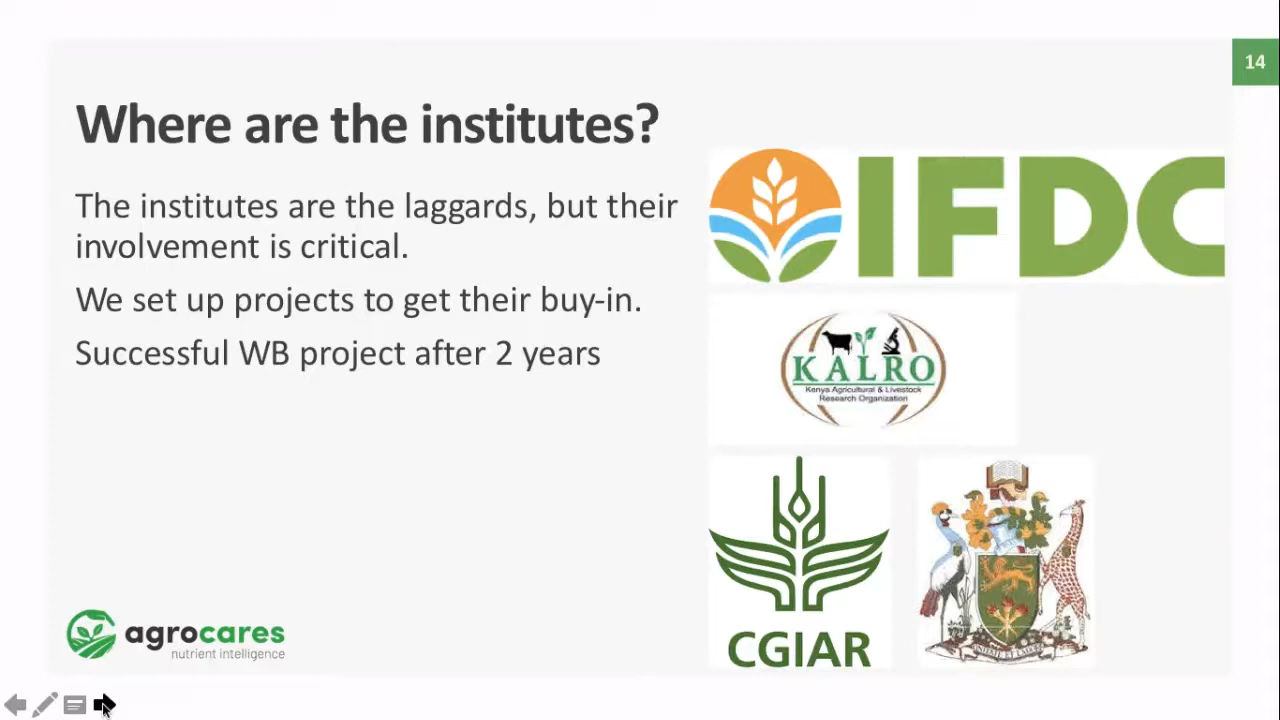 14
Where are the institutes?
The institutes are the laggards, but their
involvement is critical.
We set up projects to get their buy-in.
Successful WB project after 2 years
IFDC
KALRO
Kenya Agricultural & Livestock
Research Organization
CGIAR
agrocares
nutrient intelligence